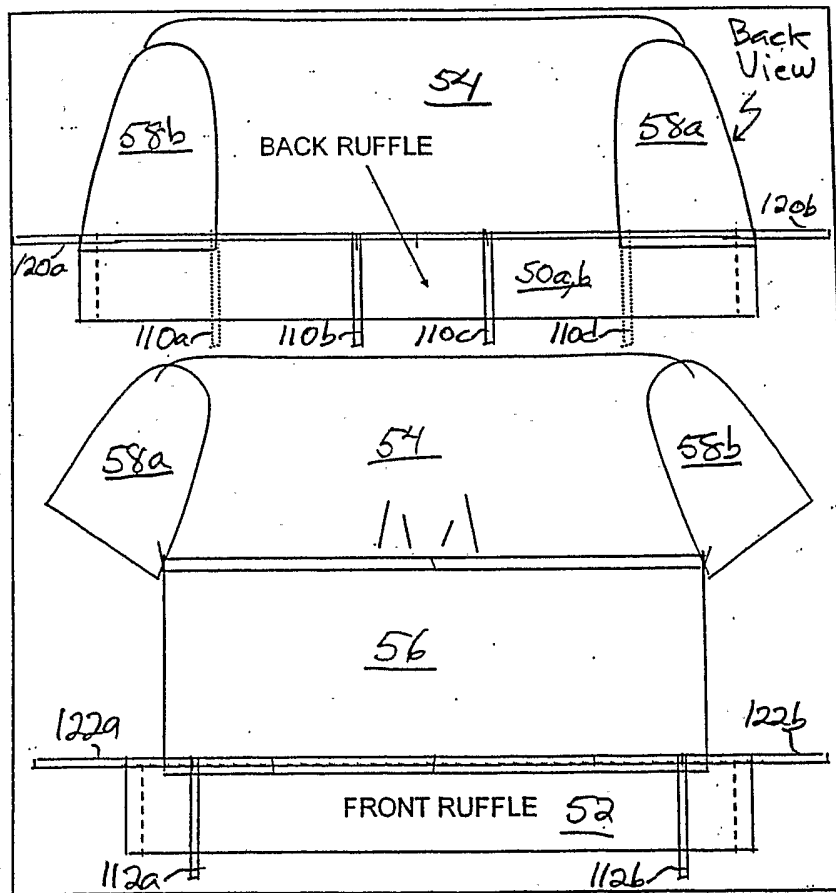 Back
View
54
58b
58a
BACK RUFFLE
120b
120a
50a,b
110a
110b
110c
110d
54
58a
58b
56
122a
122b
FRONT RUFFLE 52
112a
112b